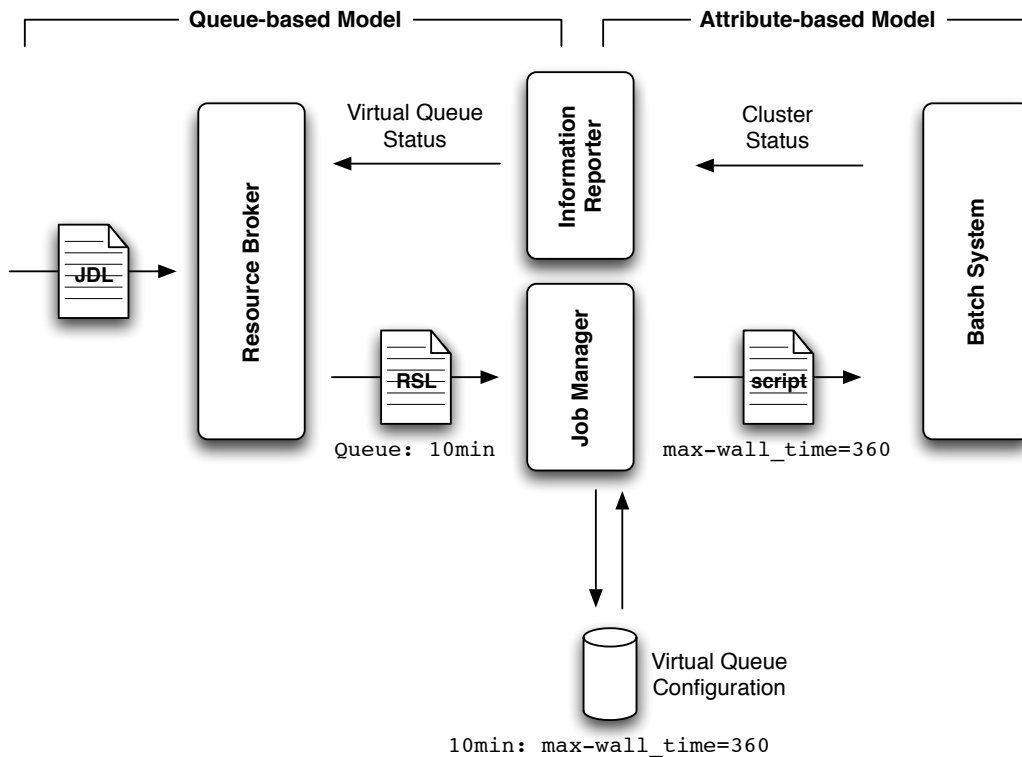 Queue-based Model
Attribute-based Model
Virtual Queue
Status
Cluster
Status
Information
Reporter
Resource Broker
Batch System
JDL
Job Manager
RSL
script
Queue: 10min
max-wall_time=360
Virtual Queue
Configuration
10min: max-wall_time=360